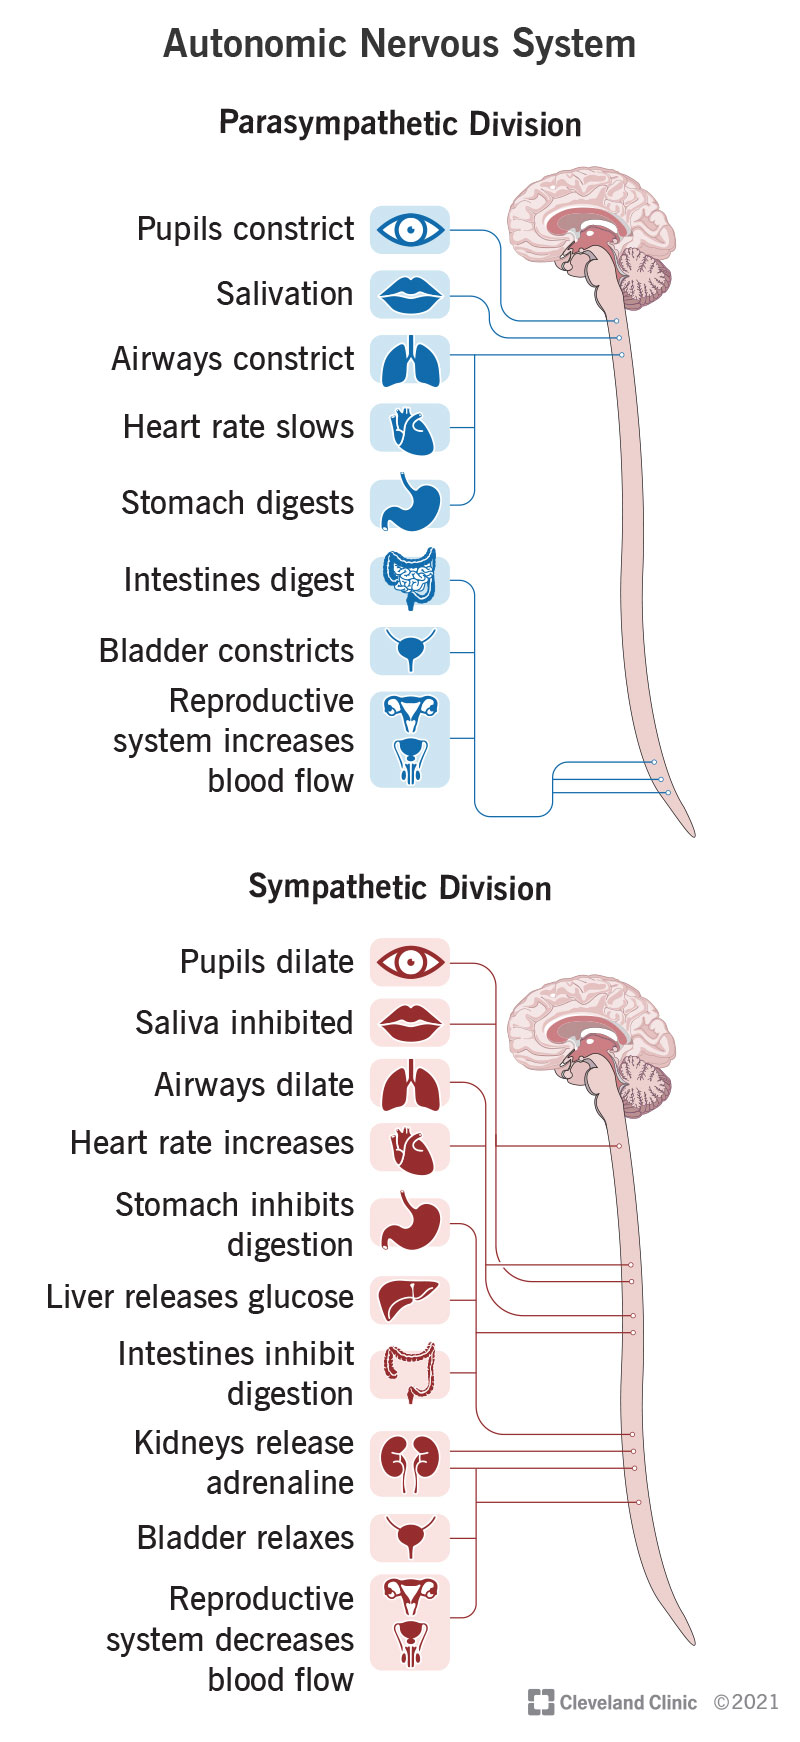 Autonomic Nervous System
Parasympathetic Division
Pupils constrict
Salivation
Airways constrict
Heart rate slows
Stomach digests
Intestines digest
Bladder constricts
Reproductive
system increases
blood flow
Sympathetic Division
Pupils dilate
Saliva inhibited
Airways dilate
Heart rate increases
Stomach inhibits
digestion
Liver releases glucose
Intestines inhibit
digestion
Kidneys release
adrenaline
Bladder relaxes
Reproductive
system decreases
blood flow
Cleveland Clinic ©2021